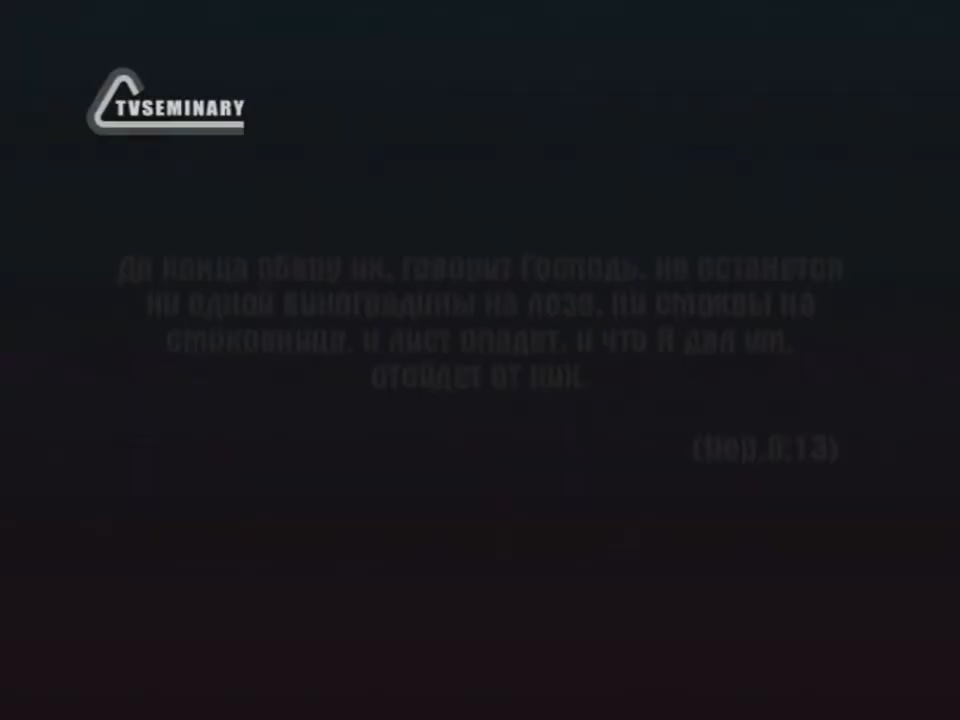 TVSEMINARY
До конца оберу их, говорит Господь, не останется
ни одной виноградины на лозе, ни смоквы на
смоковнице, и лист опадет, и что Я дал им,
отойдет от них.
(Иер.8:13)